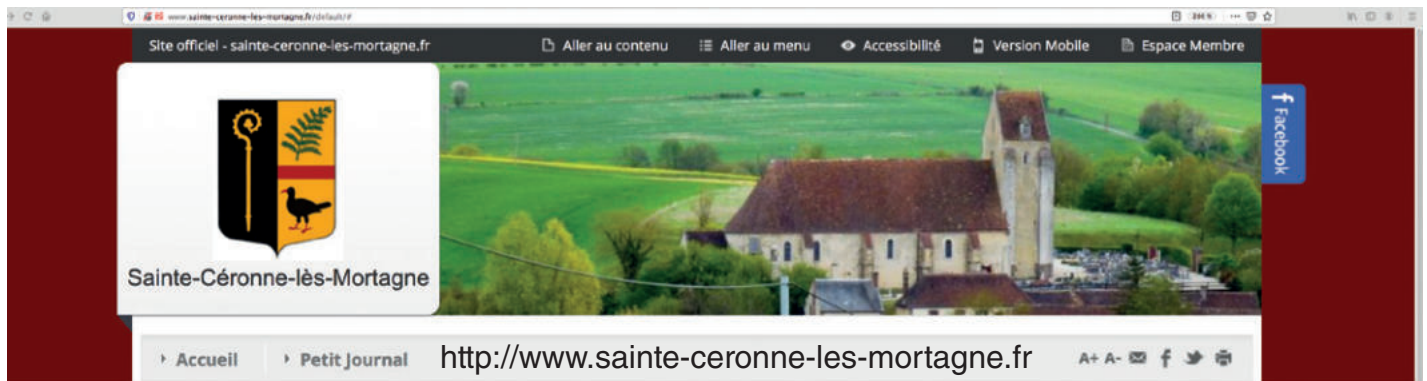 www.sainte-ceronne-les-mortagne.fr/default/#
Site officiel - sainte-ceronne-les-mortagne.fr
Aller au contenu
Aller au menu
Accessibilité
Version Mobile
Espace Membre
Facebook
Sainte-Céronne-lès-Mortagne
Accueil
Petit Journal
http://www.sainte-ceronne-les-mortagne.fr
A+ A-